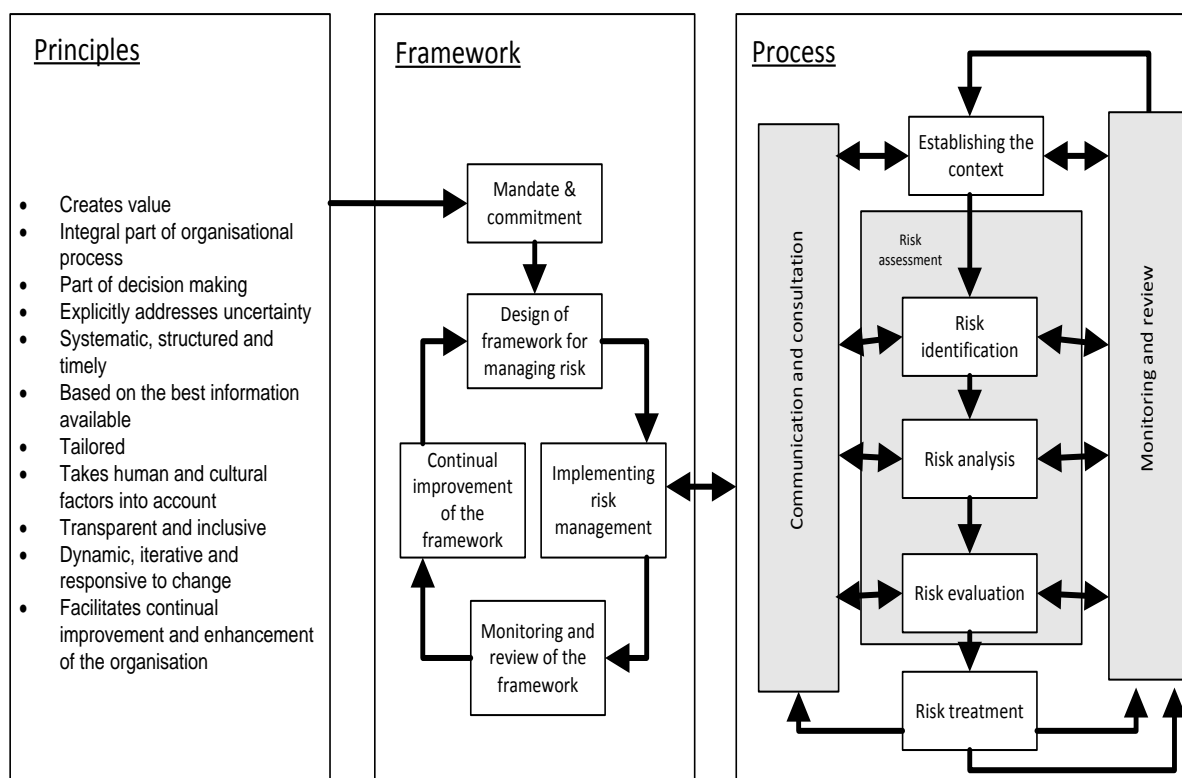 Principles
• Creates value
• Integral part of organisational
process
• Part of decision making
• Explicitly addresses uncertainty
• Systematic, structured and
timely
• Based on the best information
available
• Tailored
• Takes human and cultural
factors into account
• Transparent and inclusive
• Dynamic, iterative and
responsive to change
• Facilitates continual
improvement and enhancement
of the organisation
Framework
Mandate &
commitment
Design of
framework for
managing risk
Continual
improvement
of the
framework
Implementing
risk
management
Monitoring and
review of the
framework
Process
Communication and consultation
Establishing the
context
Risk
assessment
Risk
identification
Risk analysis
Risk evaluation
Risk treatment
Monitoring and review